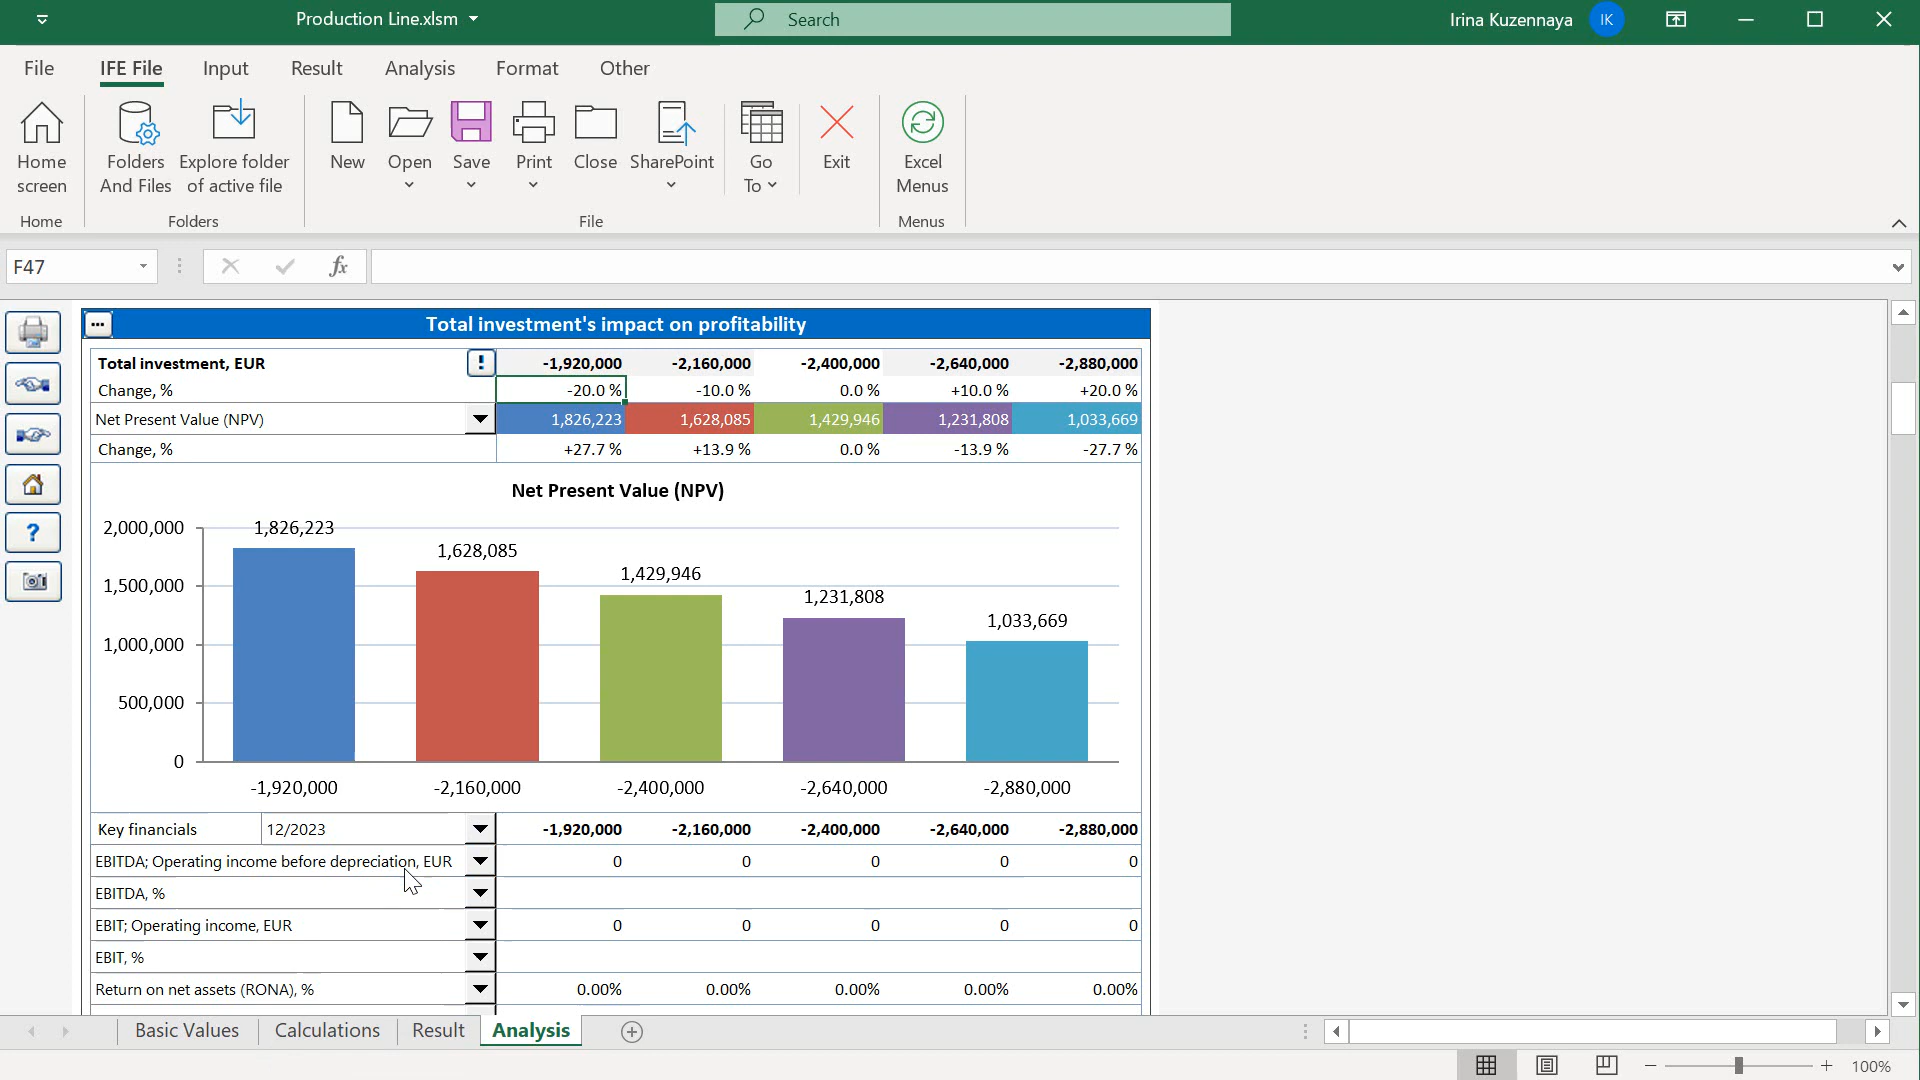 Production Line.xlsm
Search
Irina Kuzennaya
IK
File
IFE File
Input
Result
Analysis
Format
Other
Home screen
Folders And Files
Explore folder of active file
New
Open
Save
Print
Close
SharePoint
Go To
Exit
Excel Menus
Home
Folders
File
Menus
F47
fx
...
Total investment's impact on profitability
Total investment, EUR ! -1,920,000 -2,160,000 -2,400,000 -2,640,000 -2,880,000
Change, % -20.0 % -10.0 % 0.0 % +10.0 % +20.0 %
Net Present Value (NPV) 1,826,223 1,628,085 1,429,946 1,231,808 1,033,669
Change, % +27.7 % +13.9 % 0.0 % -13.9 % -27.7 %
?
Net Present Value (NPV)
2,000,000
1,500,000
1,000,000
500,000
0
1,826,223
1,628,085
1,429,946
1,231,808
1,033,669
-1,920,000 -2,160,000 -2,400,000 -2,640,000 -2,880,000
Key financials 12/2023 -1,920,000 -2,160,000 -2,400,000 -2,640,000 -2,880,000
EBITDA; Operating income before depreciation, EUR 0 0 0 0 0
EBITDA, %
EBIT; Operating income, EUR 0 0 0 0 0
EBIT, %
Return on net assets (RONA), % 0.00% 0.00% 0.00% 0.00% 0.00%
Basic Values
Calculations
Result
Analysis
100%